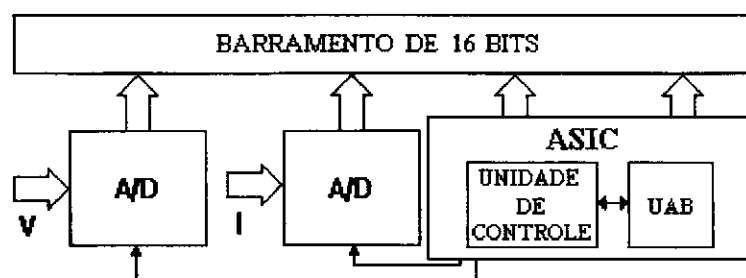 BARRAMENTO DE 16 BITS
A/D
A/D
ASIC
UNIDADE
DE
CONTROLE
UAB
V
I